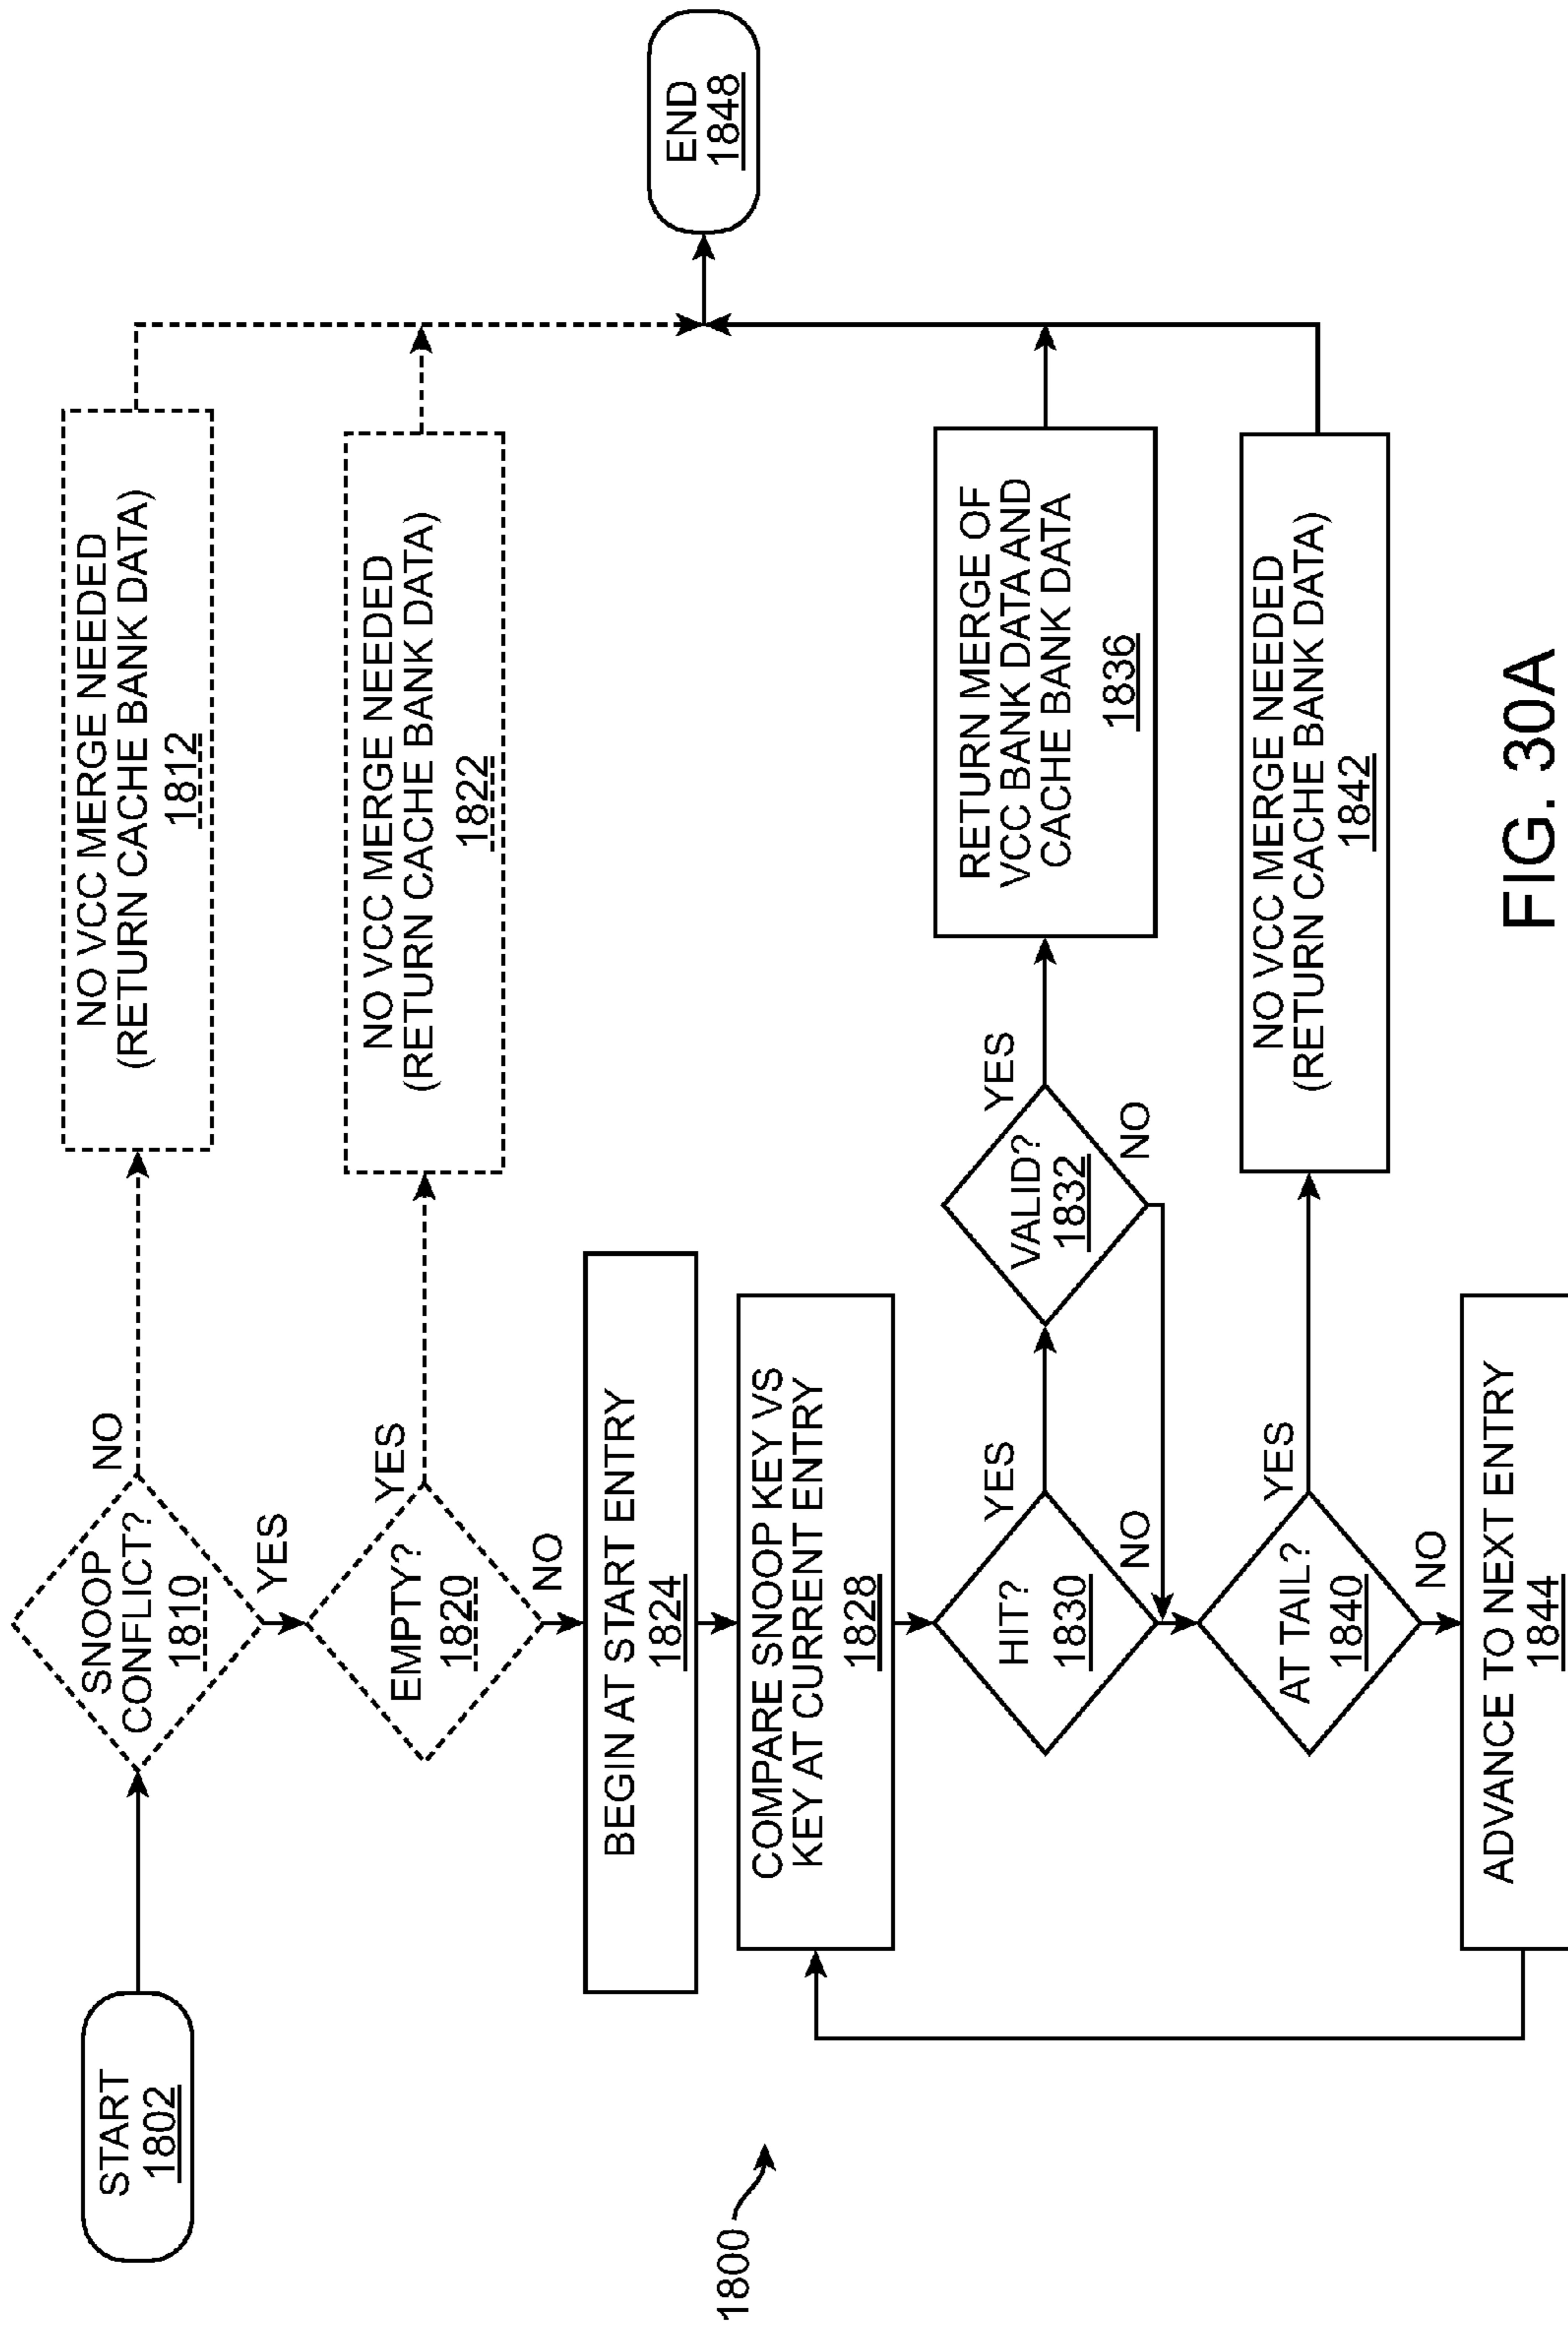 START
1802
SNOOP
CONFLICT?
1810
NO
YES
NO VCC MERGE NEEDED
(RETURN CACHE BANK DATA)
1812
EMPTY?
1820
YES
NO
NO VCC MERGE NEEDED
(RETURN CACHE BANK DATA)
1822
END
1848
BEGIN AT START ENTRY
1824
COMPARE SNOOP KEY VS
KEY AT CURRENT ENTRY
1828
HIT?
1830
YES
NO
VALID?
1832
YES
NO
RETURN MERGE OF
VCC BANK DATA AND
CACHE BANK DATA
1836
AT TAIL?
1840
YES
NO
NO VCC MERGE NEEDED
(RETURN CACHE BANK DATA)
1842
ADVANCE TO NEXT ENTRY
1844
1800
FIG. 30A